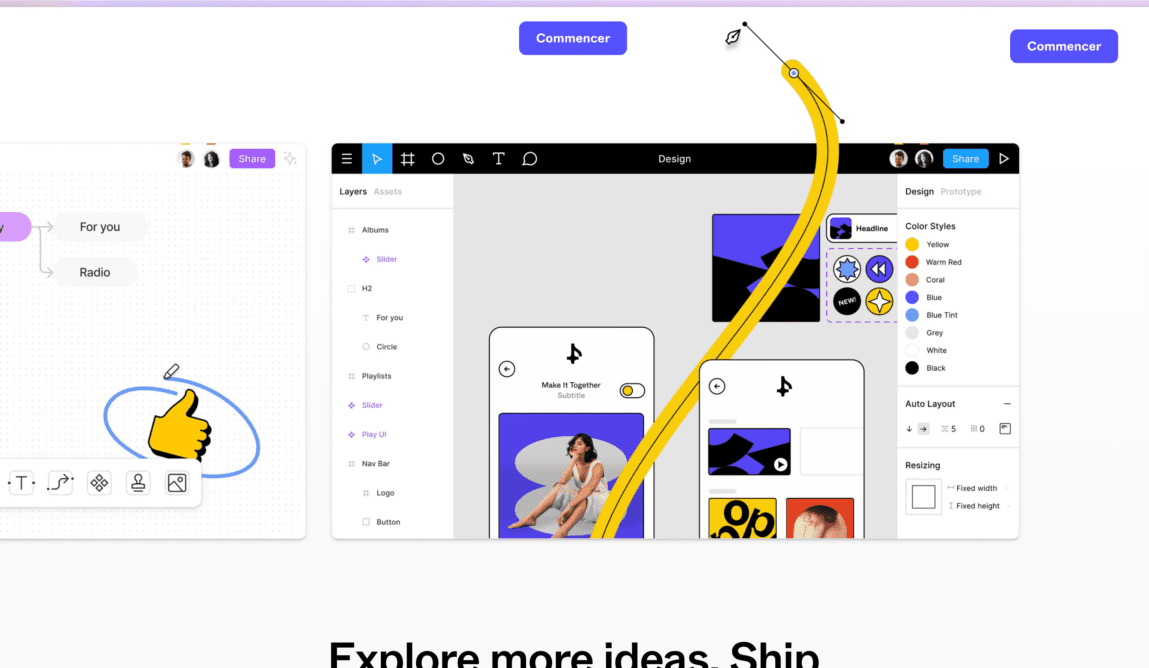 Commencer
Commencer
Share
y
For you
Radio
Design
Share
Layers Assets
Albums
Slider
H2
For you
Circle
Playlists
Slider
Play UI
Nav Bar
Logo
Button
Headline
NEW!
Make It Together
Subtitle
op
Design Prototype
Color Styles
Yellow
Warm Red
Coral
Blue
Blue Tint
Grey
White
Black
Auto Layout
5 0
Resizing
Fixed width
Fixed height
Explore more ideas. Ship